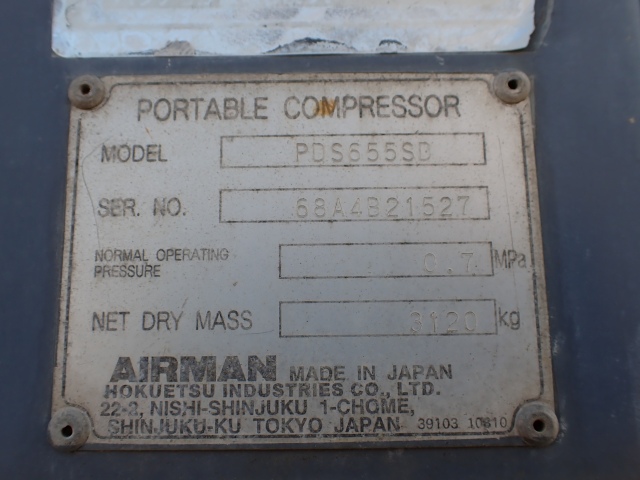 PORTABLE COMPRESSOR
MODEL PDS655SD
SER. NO. 68A4B21527
NORMAL OPERATING
PRESSURE 0.7 MPa
NET DRY MASS 3120 kg
AIRMAN MADE IN JAPAN
HOKUETSU INDUSTRIES CO., LTD.
22-2, NISHI-SHINJUKU 1-CHOME,
SHINJUKU-KU TOKYO JAPAN 39103 10810